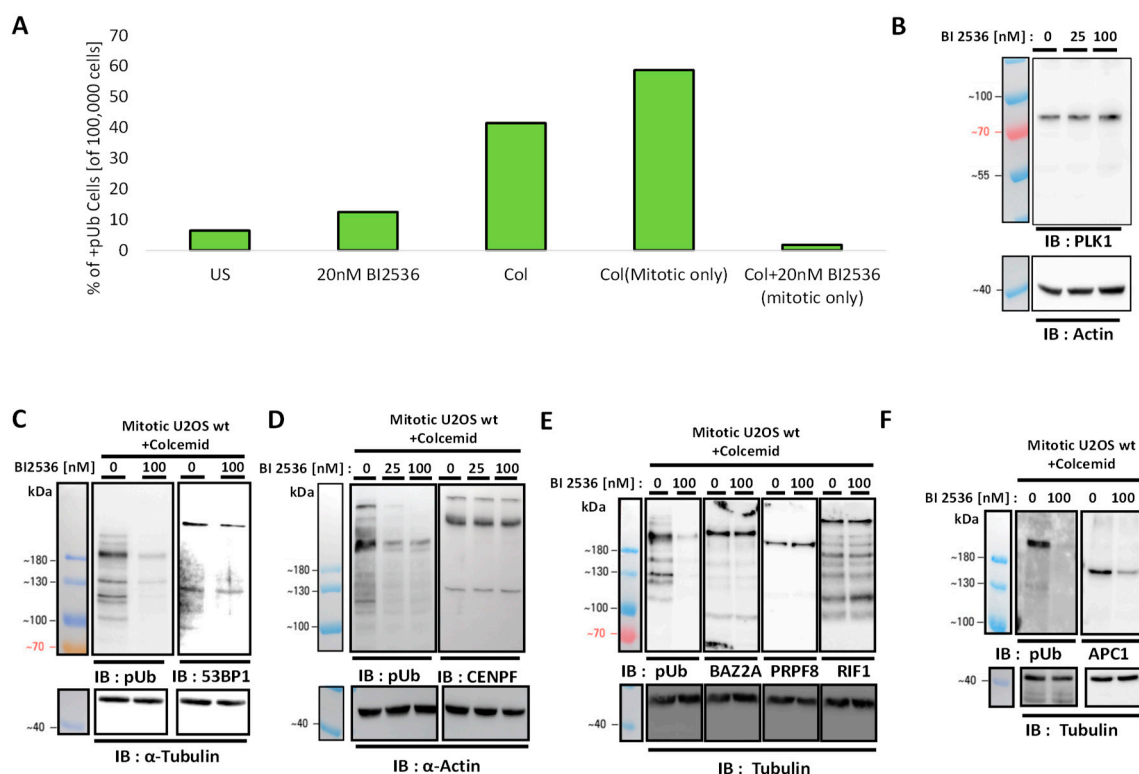 A
% of +pUb Cells [of 100,000 cells]
70
60
50
40
30
20
10
0
US
20nM BI2536
Col
Col(Mitotic only)
Col+20nM BI2536
(mitotic only)
B
BI 2536 [nM] : 0 25 100
~100
~70
~55
IB : PLK1
~40
IB : Actin
C
Mitotic U2OS wt
+Colcemid
BI2536 [nM] 0 100 0 100
kDa
~180
~130
~100
~70
IB : pUb IB : 53BP1
~40
IB : α-Tubulin
D
Mitotic U2OS wt
+Colcemid
BI 2536 [nM] : 0 25 100 0 25 100
kDa
~180
~130
~100
IB : pUb IB : CENPF
~40
IB : α-Actin
E
Mitotic U2OS wt
+Colcemid
BI 2536 [nM] : 0 100 0 100 0 100 0 100
kDa
~180
~130
~100
~70
IB : pUb BAZ2A PRPF8 RIF1
~40
IB : Tubulin
F
Mitotic U2OS wt
+Colcemid
BI 2536 [nM] : 0 100 0 100
kDa
~180
~130
~100
IB : pUb APC1
~40
IB : Tubulin